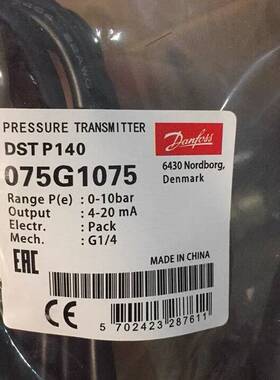 PRESSURE TRANSMITTER
DST P140
075G1075
Range P(e) : 0-10bar
Output : 4-20 mA
Electr. : Pack
Mech. : G1/4
Danfoss
6430 Nordborg,
Denmark
MADE IN CHINA
EAC
CE
5 702423 287611